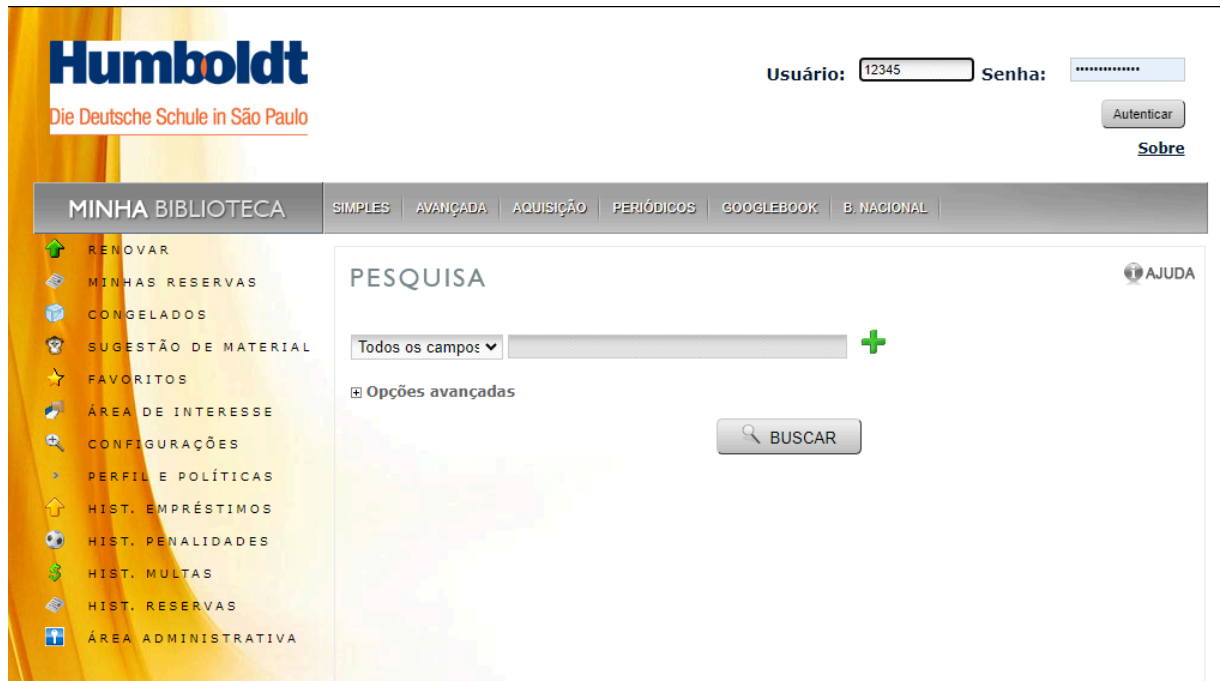 Humboldt
Die Deutsche Schule in São Paulo
Usuário: 12345 Senha: ••••••••••••••
Autenticar
Sobre
MINHA BIBLIOTECA
SIMPLES AVANÇADA AQUISIÇÃO PERIÓDICOS GOOGLEBOOK B. NACIONAL
RENOVAR
MINHAS RESERVAS
CONGELADOS
SUGESTÃO DE MATERIAL
FAVORITOS
ÁREA DE INTERESSE
CONFIGURAÇÕES
PERFIL E POLÍTICAS
HIST. EMPRÉSTIMOS
HIST. PENALIDADES
HIST. MULTAS
HIST. RESERVAS
ÁREA ADMINISTRATIVA
PESQUISA
AJUDA
Todos os campos
Opções avançadas
BUSCAR